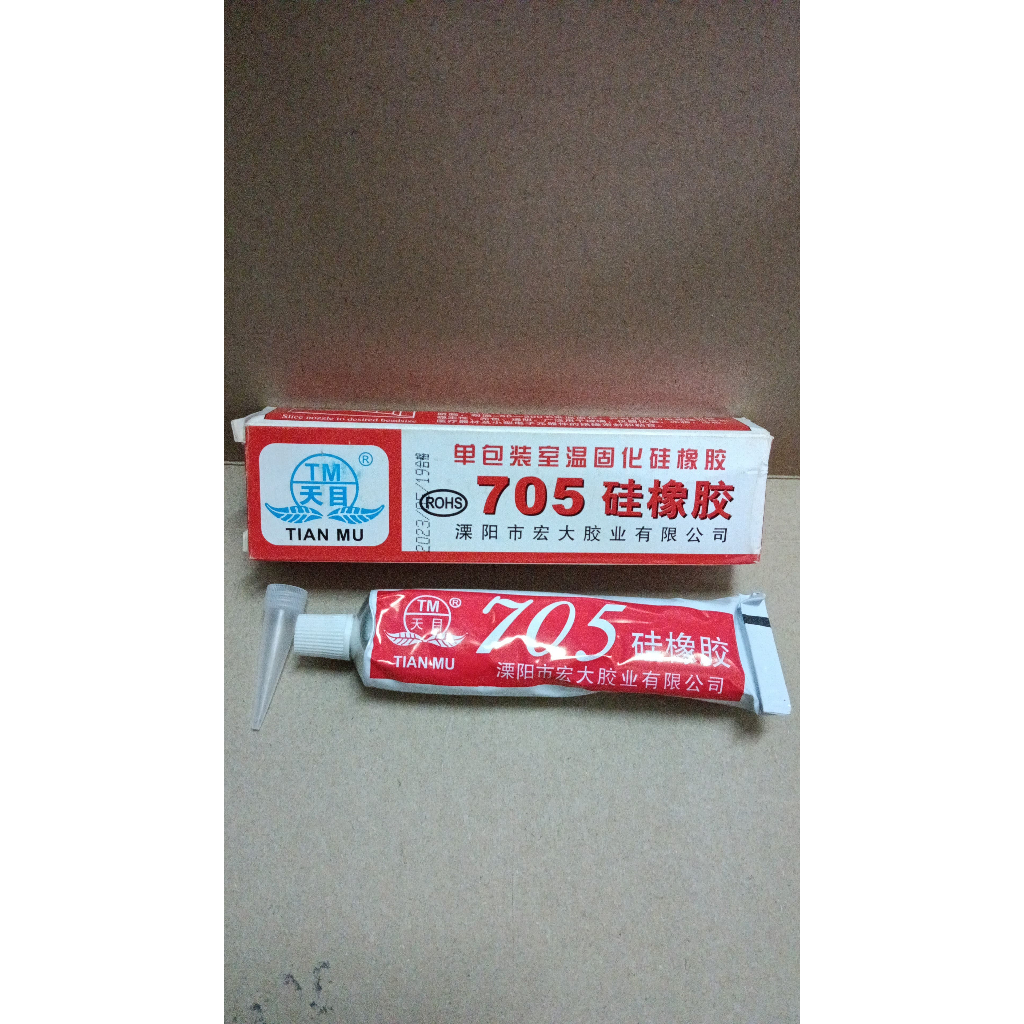 Slice nozzle to desired beadsize
TM
®
天目
TIAN MU
单包装室温固化硅橡胶
ROHS
705 硅橡胶
溧阳市宏大胶业有限公司
TM
®
天目
TIAN MU
705 硅橡胶
溧阳市宏大胶业有限公司